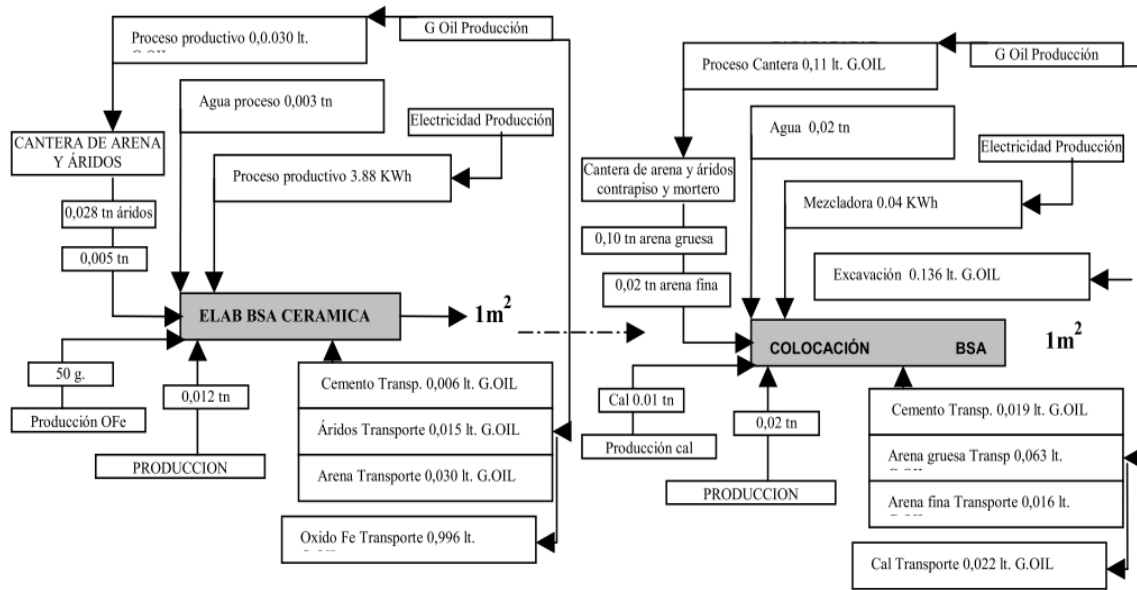 Proceso productivo 0,0.030 lt.
G Oil Producción
Agua proceso 0,003 tn
Electricidad Producción
CANTERA DE ARENA
Y ÁRIDOS
Proceso productivo 3.88 KWh
0,028 tn áridos
0,005 tn
ELAB BSA CERAMICA
1m²
50 g.
Producción OFe
0,012 tn
PRODUCCION
Cemento Transp. 0,006 lt. G.OIL
Áridos Transporte 0,015 lt. G.OIL
Arena Transporte 0,030 lt. G.OIL
Oxido Fe Transporte 0,996 lt.
G Oil Producción
Proceso Cantera 0,11 lt. G.OIL
Agua 0,02 tn
Electricidad Producción
Cantera de arena y áridos
contrapiso y mortero
Mezcladora 0.04 KWh
0,10 tn arena gruesa
0,02 tn arena fina
Excavación 0.136 lt. G.OIL
COLOCACIÓN BSA
1m²
Cal 0.01 tn
Producción cal
0,02 tn
PRODUCCION
Cemento Transp. 0,019 lt. G.OIL
Arena gruesa Transp 0,063 lt.
Arena fina Transporte 0,016 lt.
Cal Transporte 0,022 lt. G.OIL